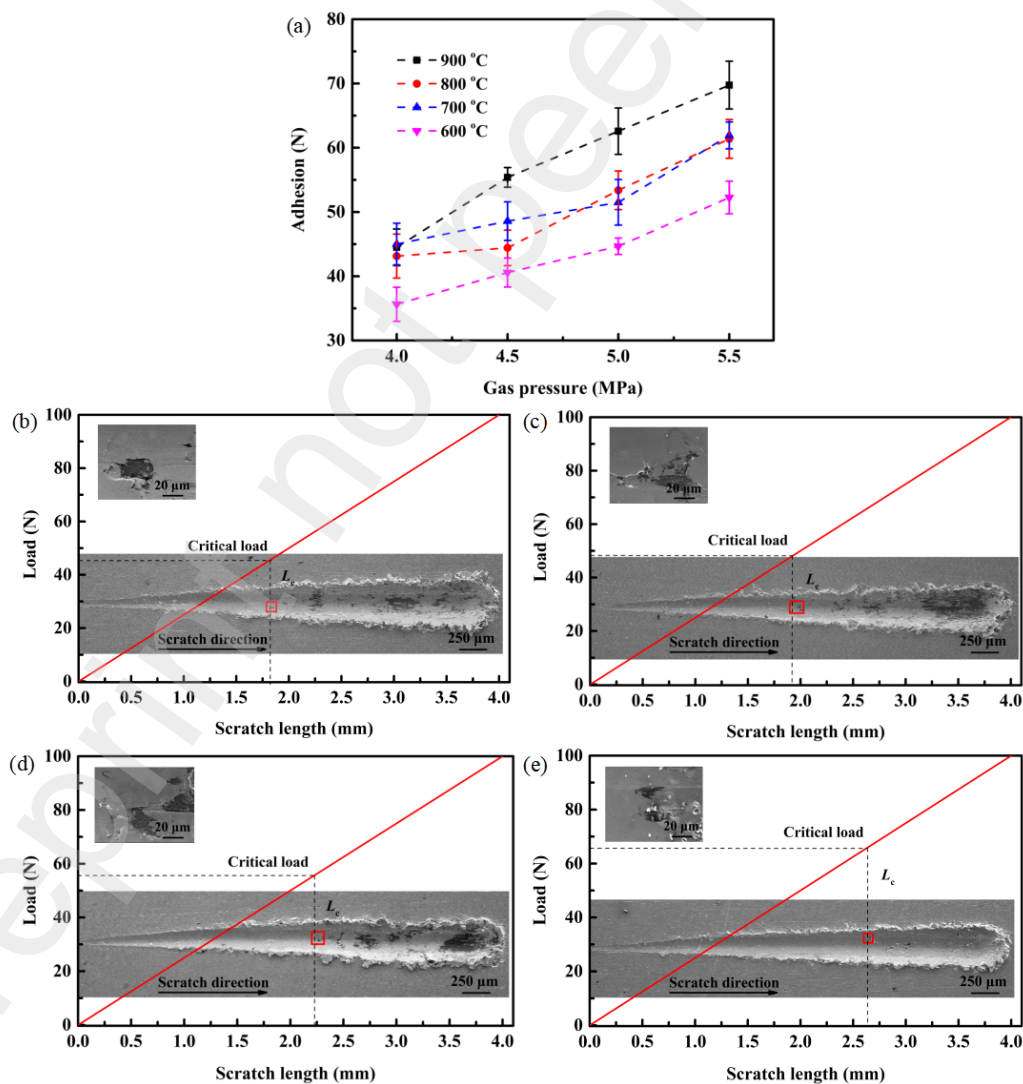 (a)
80
70
60
50
40
30
Adhesion (N)
900 °C
800 °C
700 °C
600 °C
4.0 4.5 5.0 5.5
Gas pressure (MPa)
(b)
100
80
60
40
20
0
Load (N)
20 μm
Critical load
Lc
Scratch direction
250 μm
0.0 0.5 1.0 1.5 2.0 2.5 3.0 3.5 4.0
Scratch length (mm)
(c)
100
80
60
40
20
0
Load (N)
20 μm
Critical load
Lc
Scratch direction
250 μm
0.0 0.5 1.0 1.5 2.0 2.5 3.0 3.5 4.0
Scratch length (mm)
(d)
100
80
60
40
20
0
Load (N)
20 μm
Critical load
Lc
Scratch direction
250 μm
0.0 0.5 1.0 1.5 2.0 2.5 3.0 3.5 4.0
Scratch length (mm)
(e)
100
80
60
40
20
0
Load (N)
20 μm
Critical load
Lc
Scratch direction
250 μm
0.0 0.5 1.0 1.5 2.0 2.5 3.0 3.5 4.0
Scratch length (mm)
eprint not peer